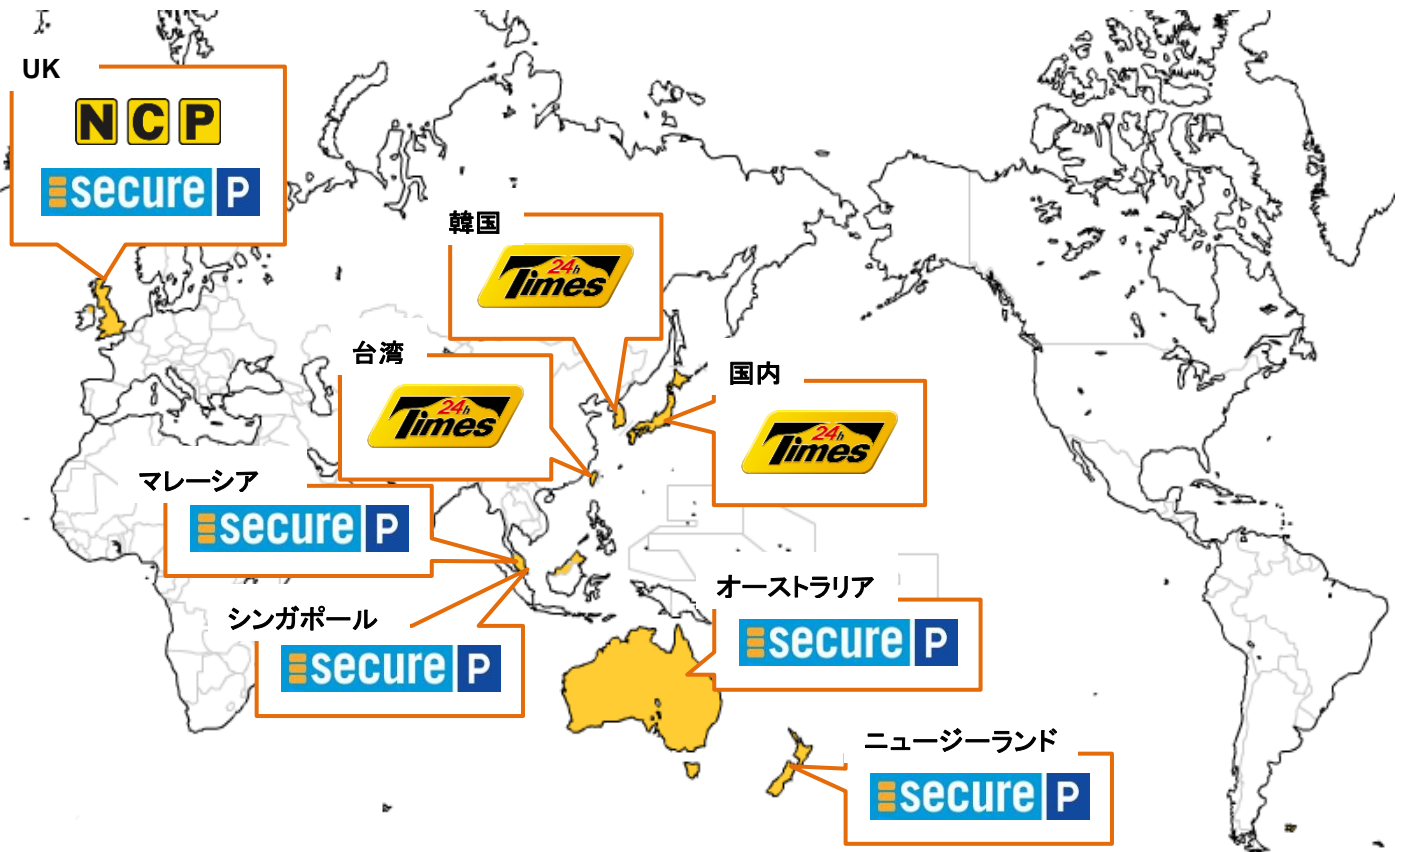 UK
NCP
secure P
韓国
24h
Times
台湾
24h
Times
国内
24h
Times
マレーシア
secure P
シンガポール
secure P
オーストラリア
secure P
ニュージーランド
secure P